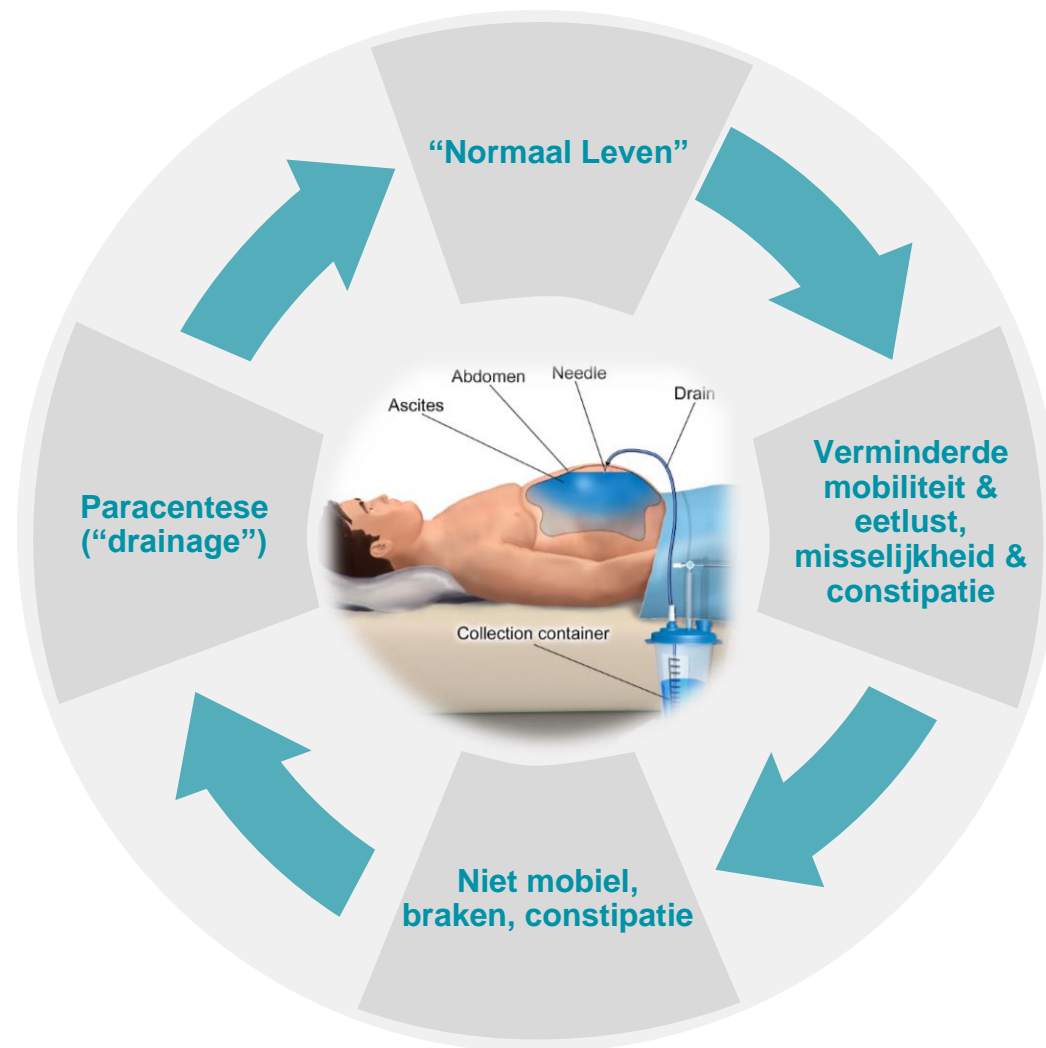 “Normaal Leven”
Verminderde
mobiliteit &
eetlust,
misselijkheid &
constipatie
Niet mobiel,
braken, constipatie
Paracentese
(“drainage”)
Abdomen
Needle
Ascites
Drain
Collection container